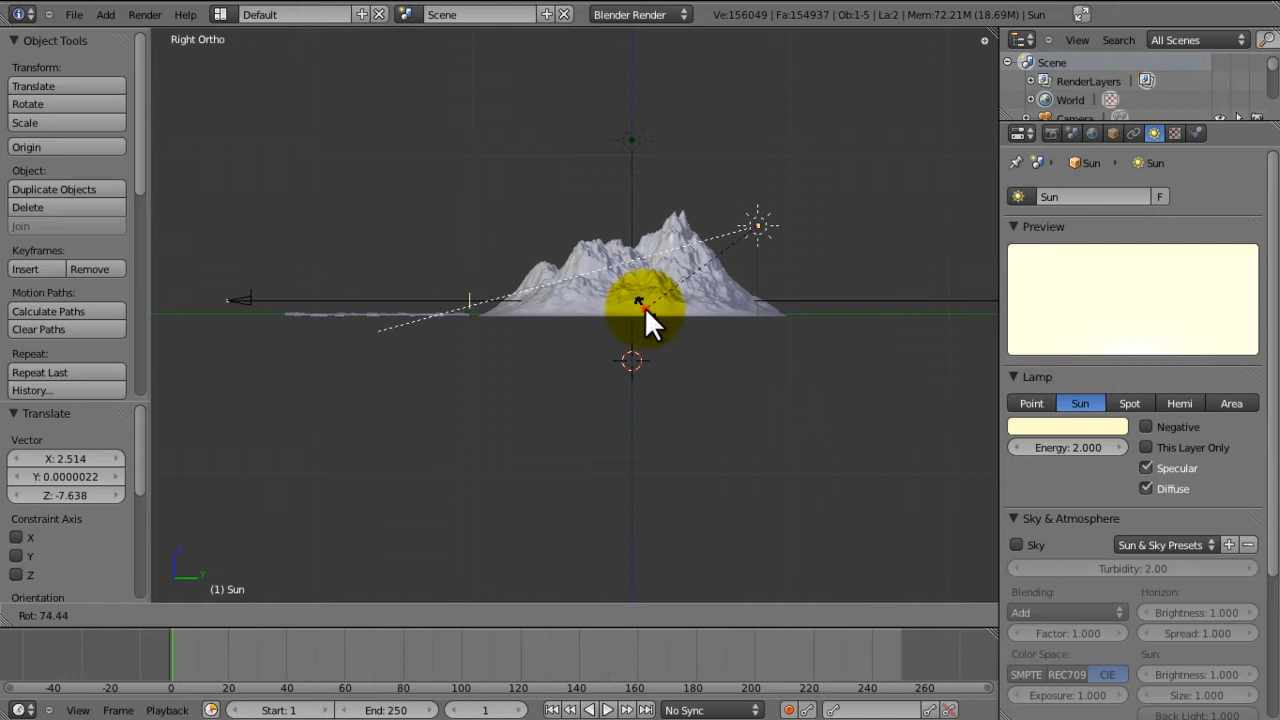 File Add Render Help Default Scene Blender Render Ve:156049 | Fa:154937 | Ob:1-5 | La:2 | Mem:72.21M (18.69M) | Sun
Object Tools
Transform:
Translate
Rotate
Scale
Origin
Object:
Duplicate Objects
Delete
Join
Keyframes:
Insert Remove
Motion Paths:
Calculate Paths
Clear Paths
Repeat:
Repeat Last
History...
Translate
Vector
X: 2.514
Y: 0.0000022
Z: -7.638
Constraint Axis
X
Y
Z
Orientation
Right Ortho
z
y
(1) Sun
Rot: 74.44
View Search All Scenes
Scene
RenderLayers
World
Camera
Sun Sun
Sun F
Preview
Lamp
Point Sun Spot Hemi Area
Negative
Energy: 2.000 This Layer Only
Specular
Diffuse
Sky & Atmosphere
Sky Sun & Sky Presets
Turbidity: 2.00
Blending: Horizon:
Add Brightness: 1.000
Factor: 1.000 Spread: 1.000
Color Space: Sun:
SMPTE REC709 CIE Brightness: 1.000
Exposure: 1.000 Size: 1.000
Back Light: 1.000
-40 -20 0 20 40 60 80 100 120 140 160 180 200 220 240 260
View Frame Playback Start: 1 End: 250 1 No Sync